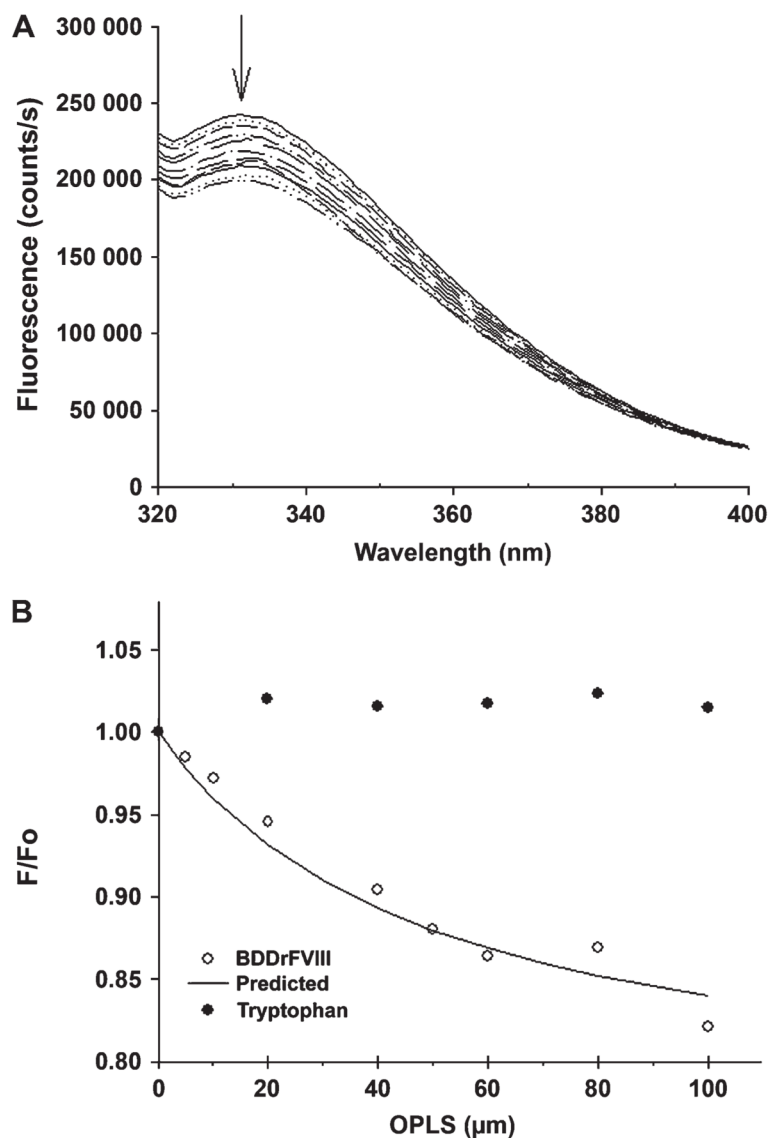 A
300 000
250 000
200 000
150 000
100 000
50 000
0
Fluorescence (counts/s)
320
340
360
380
400
Wavelength (nm)
B
1.05
1.00
0.95
0.90
0.85
0.80
F/Fo
BDDrFVIII
Predicted
Tryptophan
0
20
40
60
80
100
OPLS (μm)